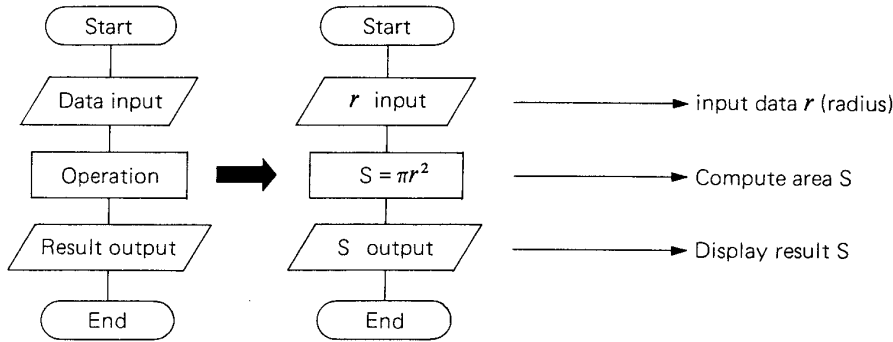 Start
Data input
Operation
Result output
End
Start
r input
S = πr²
S output
End
input data r (radius)
Compute area S
Display result S